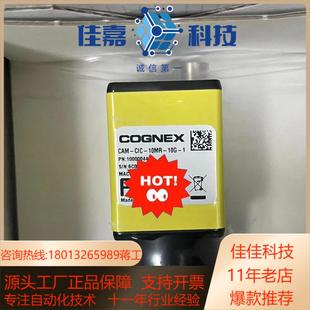 佳嘉 科技
诚信第一
COGNEX
CAM-CIC-10MR-10G-1
HOT!
咨询热线:18013265989蒋工
佳佳科技
源头工厂正品保障 支持开票
11年老店
专注自动化技术 十一年行业经验
爆款推荐